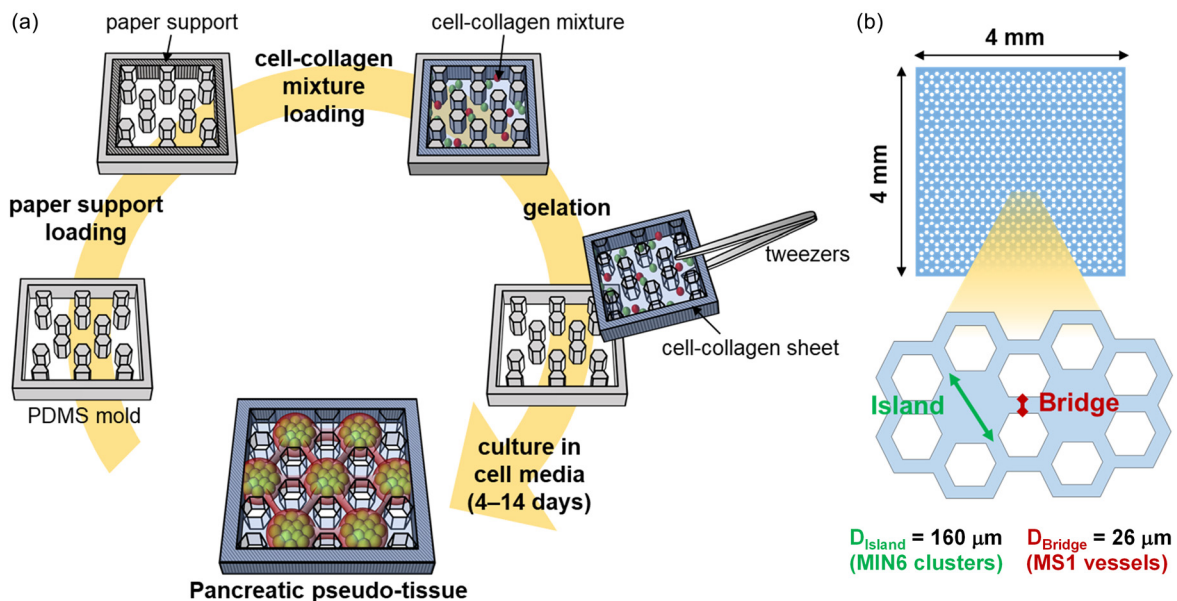 (a)
paper support
cell-collagen mixture
cell-collagen
mixture
loading
paper support
loading
gelation
tweezers
cell-collagen sheet
PDMS mold
culture in
cell media
(4–14 days)
Pancreatic pseudo-tissue
(b)
4 mm
4 mm
Island
Bridge
D_Island = 160 μm
(MIN6 clusters)
D_Bridge = 26 μm
(MS1 vessels)